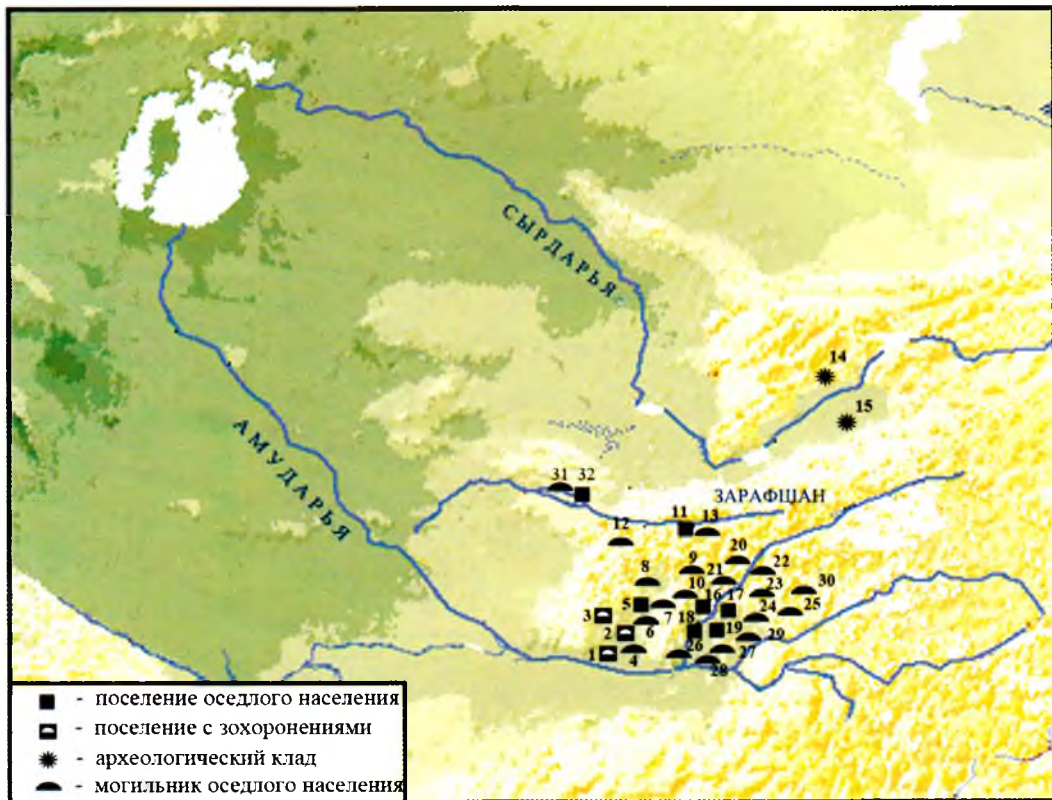 СЫРДАРЬЯ
14
15
АМУДАРЬЯ
31 32
ЗАРАФШАН
11 13
12
20
9 21 22
8
10 23 30
5 16 17
7 24 25
3
6 18 19
2 29
1 4 26 27
28
- поселение оседлого населения
- поселение с зохоронениями
- археологический клад
- могильник оседлого населения